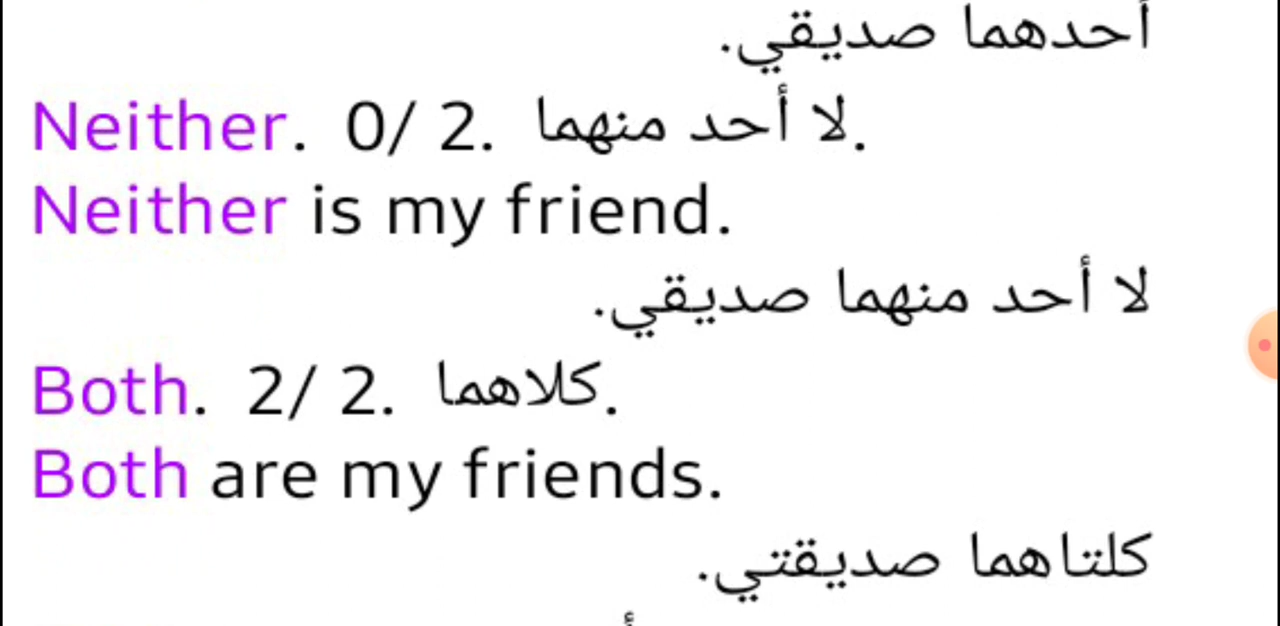 أحدهما صديقي.
Neither. 0/ 2. لا أحد منهما.
Neither is my friend.
لا أحد منهما صديقي.
Both. 2/ 2. كلاهما.
Both are my friends.
كلتاهما صديقتي.